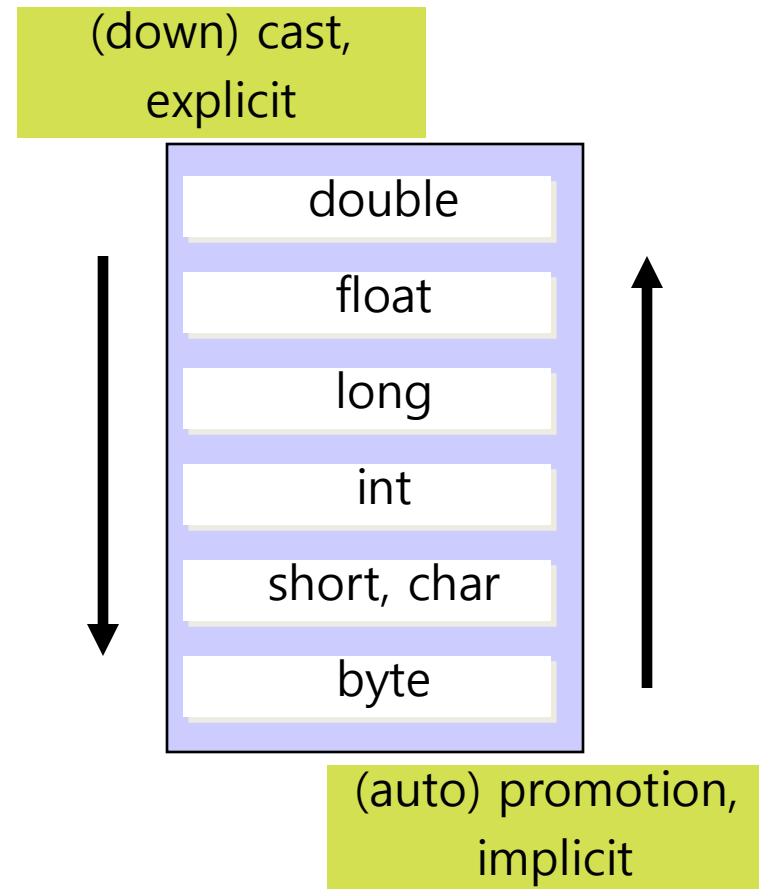 (down) cast,
explicit
double
float
long
int
short, char
byte
(auto) promotion,
implicit